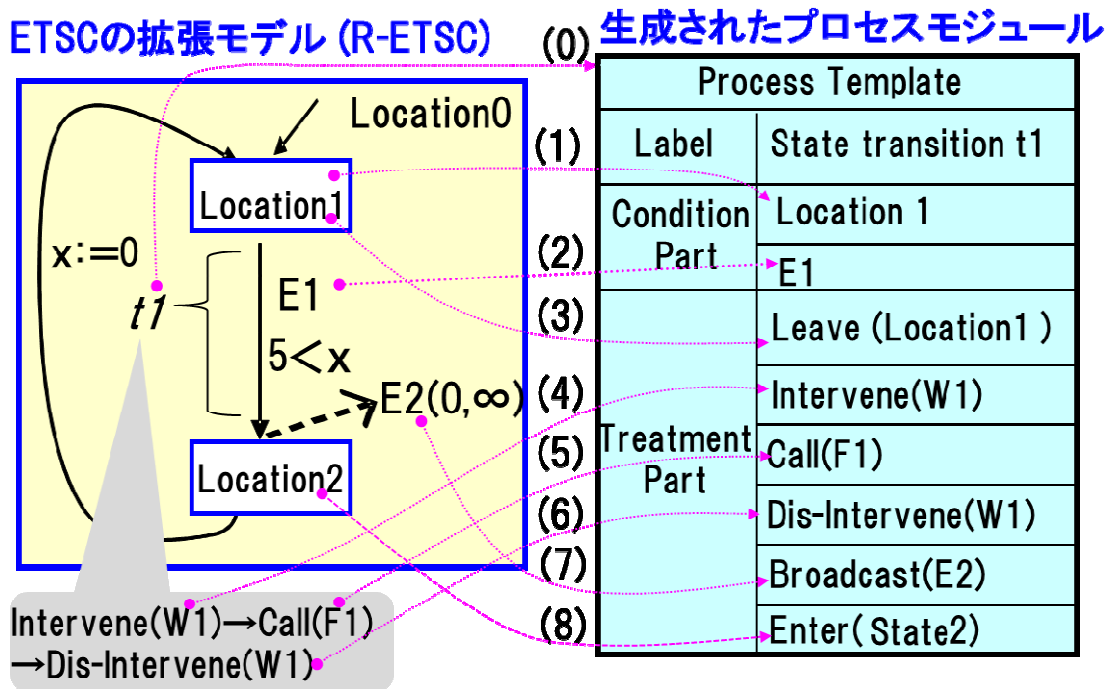 ETSCの拡張モデル (R-ETSC)
Location0
Location1
x:=0
t1
E1
5<x
E2(0,∞)
Location2
Intervene(W1)→Call(F1)
→Dis-Intervene(W1)
(0)
(1)
(2)
(3)
(4)
(5)
(6)
(7)
(8)
生成されたプロセスモジュール
Process Template
Label
State transition t1
Condition
Part
Location 1
E1
Treatment
Part
Leave (Location1 )
Intervene(W1)
Call(F1)
Dis-Intervene(W1)
Broadcast(E2)
Enter( State2)